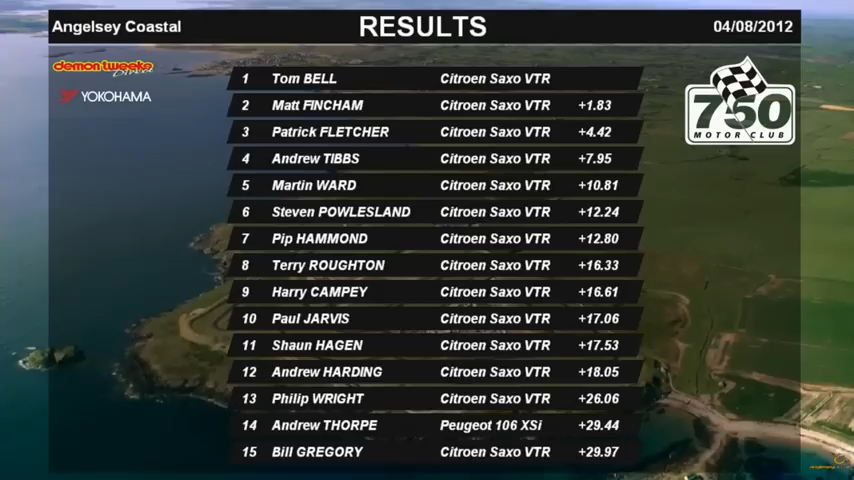 Angelsey Coastal RESULTS 04/08/2012
demon tweeks
Direct
YOKOHAMA
750
MOTOR CLUB
1 Tom BELL Citroen Saxo VTR
2 Matt FINCHAM Citroen Saxo VTR +1.83
3 Patrick FLETCHER Citroen Saxo VTR +4.42
4 Andrew TIBBS Citroen Saxo VTR +7.95
5 Martin WARD Citroen Saxo VTR +10.81
6 Steven POWLESLAND Citroen Saxo VTR +12.24
7 Pip HAMMOND Citroen Saxo VTR +12.80
8 Terry ROUGHTON Citroen Saxo VTR +16.33
9 Harry CAMPEY Citroen Saxo VTR +16.61
10 Paul JARVIS Citroen Saxo VTR +17.06
11 Shaun HAGEN Citroen Saxo VTR +17.53
12 Andrew HARDING Citroen Saxo VTR +18.05
13 Philip WRIGHT Citroen Saxo VTR +26.06
14 Andrew THORPE Peugeot 106 XSi +29.44
15 Bill GREGORY Citroen Saxo VTR +29.97